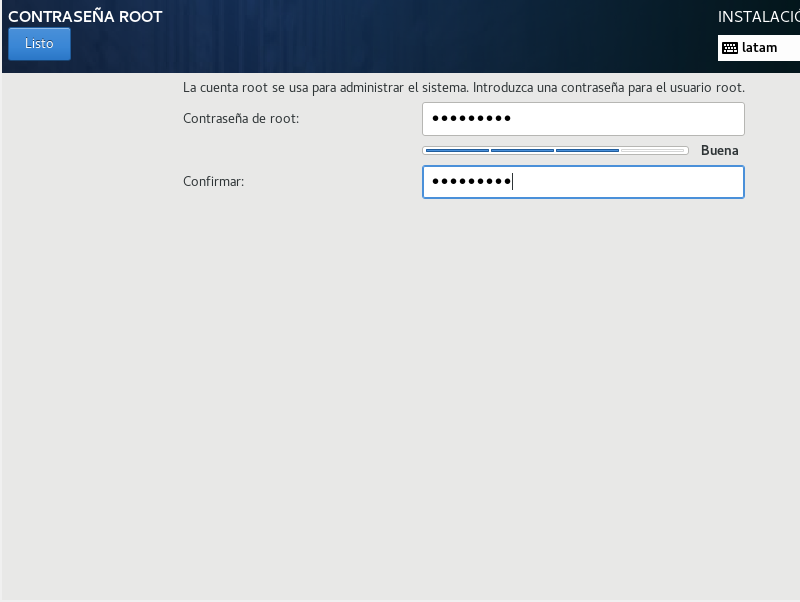 CONTRASEÑA ROOT
INSTALACIÓ
Listo
latam
La cuenta root se usa para administrar el sistema. Introduzca una contraseña para el usuario root.
Contraseña de root:
●●●●●●●●●
Buena
Confirmar:
●●●●●●●●●